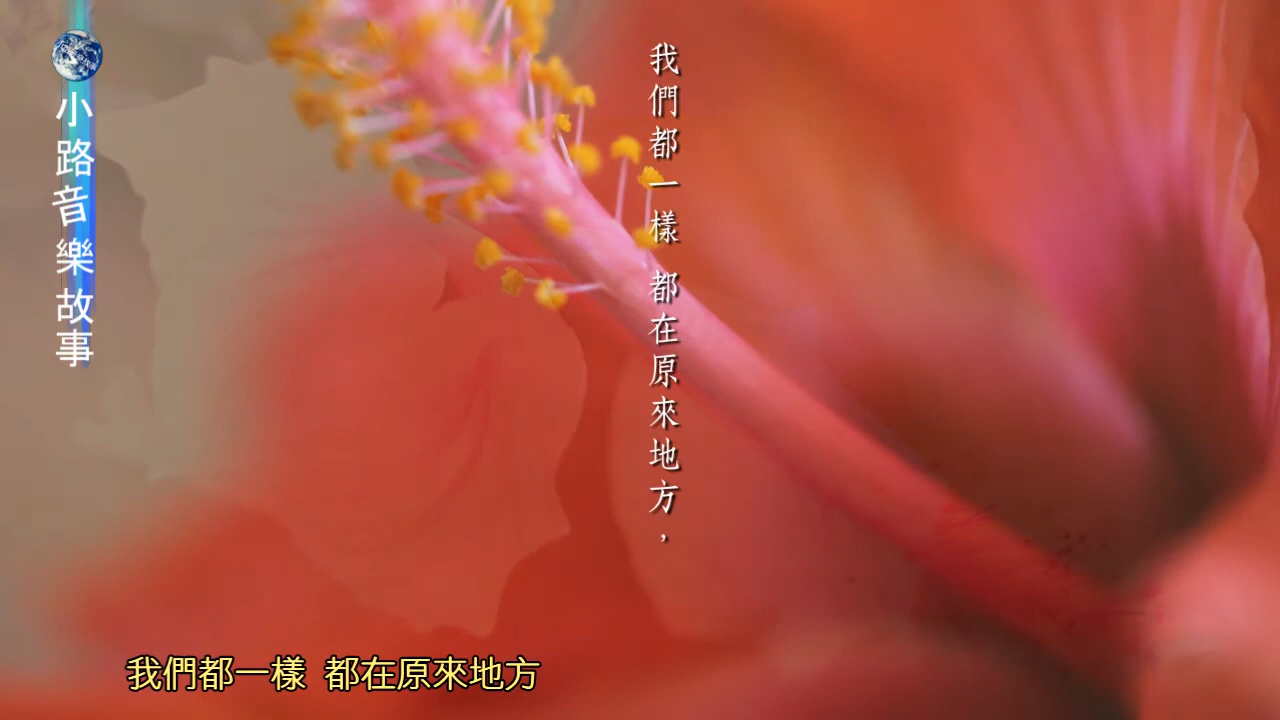 小路音樂故事
我們都一樣 都在原來地方，
我們都一樣 都在原來地方